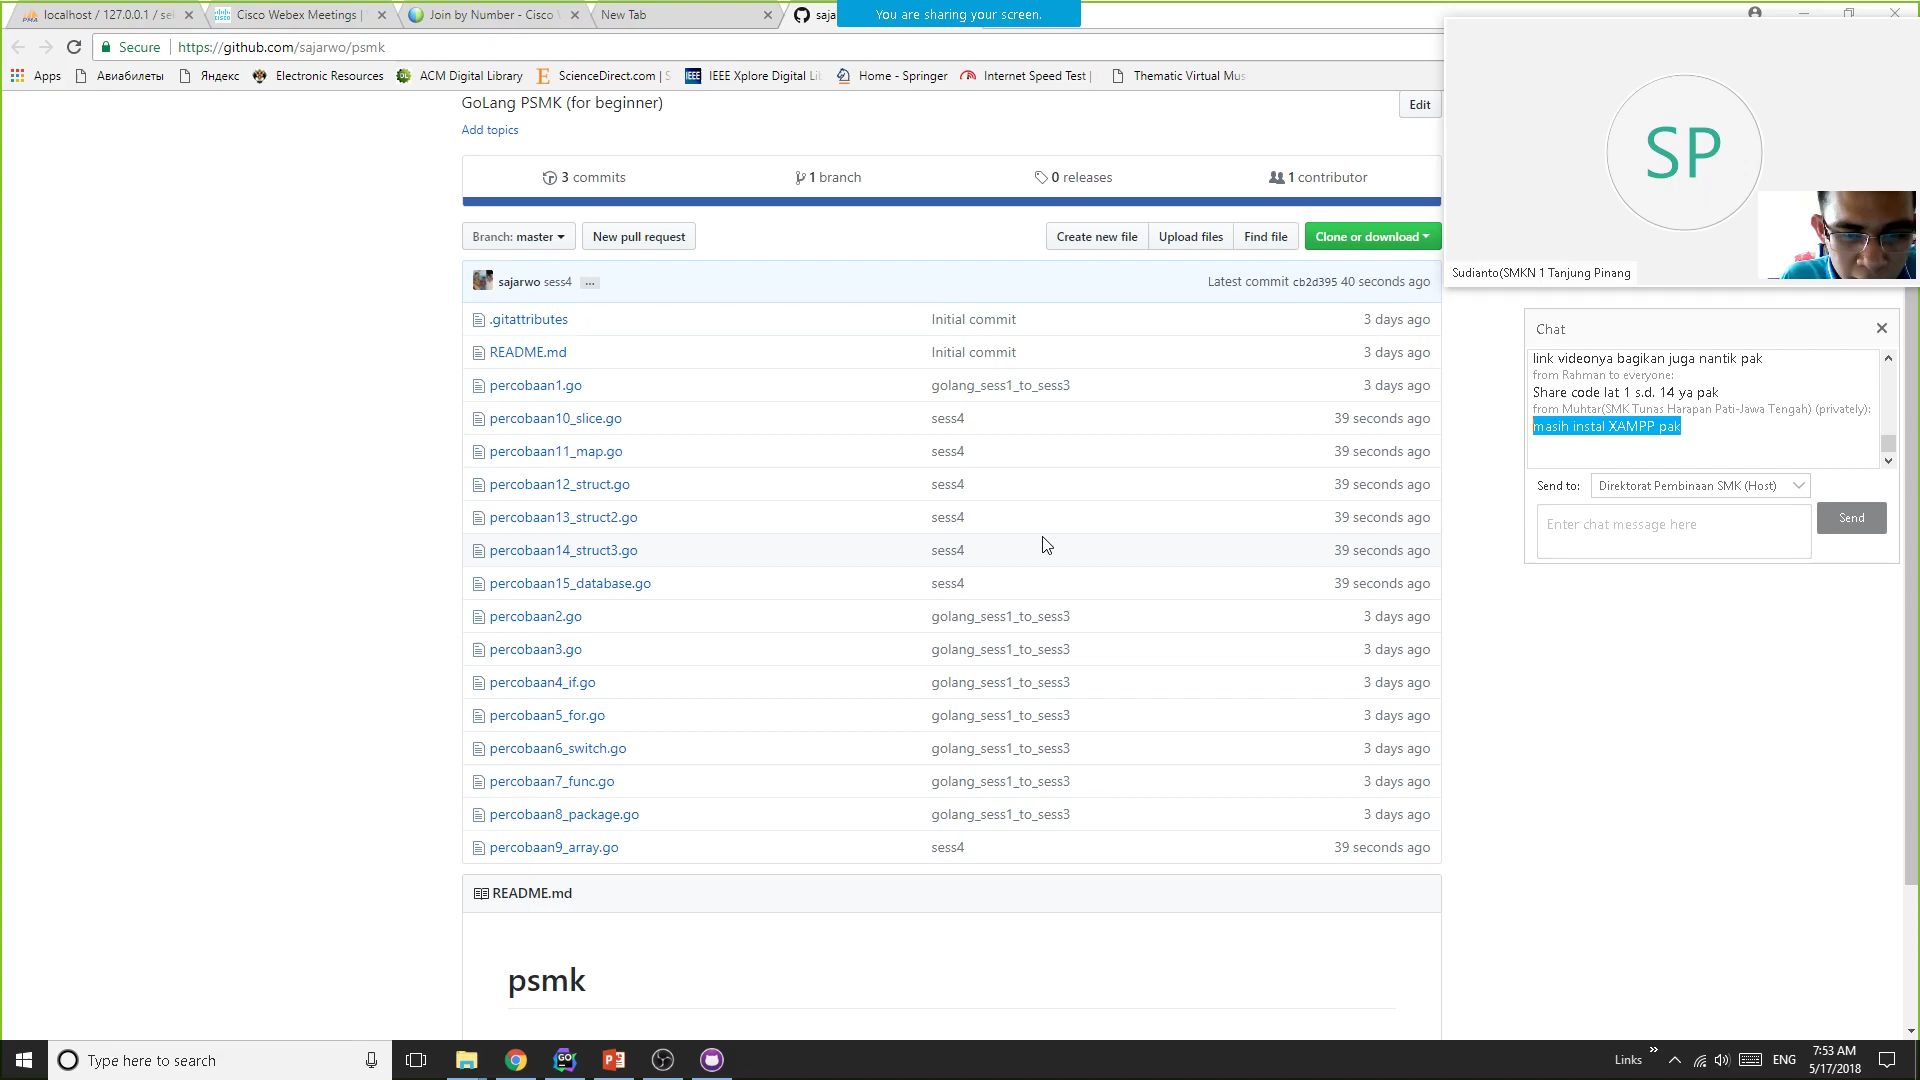 localhost / 127.0.0.1 / sel
Cisco Webex Meetings |
Join by Number - Cisco
New Tab
saja
You are sharing your screen.
Secure | https://github.com/sajarwo/psmk
Apps
Авиабилеты
Яндекс
Electronic Resources
ACM Digital Library
ScienceDirect.com | S
IEEE Xplore Digital Li
Home - Springer
Internet Speed Test |
Thematic Virtual Mus
GoLang PSMK (for beginner)
Edit
Add topics
3 commits
1 branch
0 releases
1 contributor
Branch: master
New pull request
Create new file
Upload files
Find file
Clone or download
sajarwo sess4 ...
Latest commit cb2d395 40 seconds ago
.gitattributes Initial commit 3 days ago
README.md Initial commit 3 days ago
percobaan1.go golang_sess1_to_sess3 3 days ago
percobaan10_slice.go sess4 39 seconds ago
percobaan11_map.go sess4 39 seconds ago
percobaan12_struct.go sess4 39 seconds ago
percobaan13_struct2.go sess4 39 seconds ago
percobaan14_struct3.go sess4 39 seconds ago
percobaan15_database.go sess4 39 seconds ago
percobaan2.go golang_sess1_to_sess3 3 days ago
percobaan3.go golang_sess1_to_sess3 3 days ago
percobaan4_if.go golang_sess1_to_sess3 3 days ago
percobaan5_for.go golang_sess1_to_sess3 3 days ago
percobaan6_switch.go golang_sess1_to_sess3 3 days ago
percobaan7_func.go golang_sess1_to_sess3 3 days ago
percobaan8_package.go golang_sess1_to_sess3 3 days ago
percobaan9_array.go sess4 39 seconds ago
README.md
psmk
SP
Sudianto(SMKN 1 Tanjung Pinang
Chat
link videonya bagikan juga nantik pak
from Rahman to everyone:
Share code lat 1 s.d. 14 ya pak
from Muhtar(SMK Tunas Harapan Pati-Jawa Tengah) (privately):
masih instal XAMPP pak
Send to: Direktorat Pembinaan SMK (Host)
Enter chat message here
Send
Type here to search
Links
ENG
7:53 AM
5/17/2018